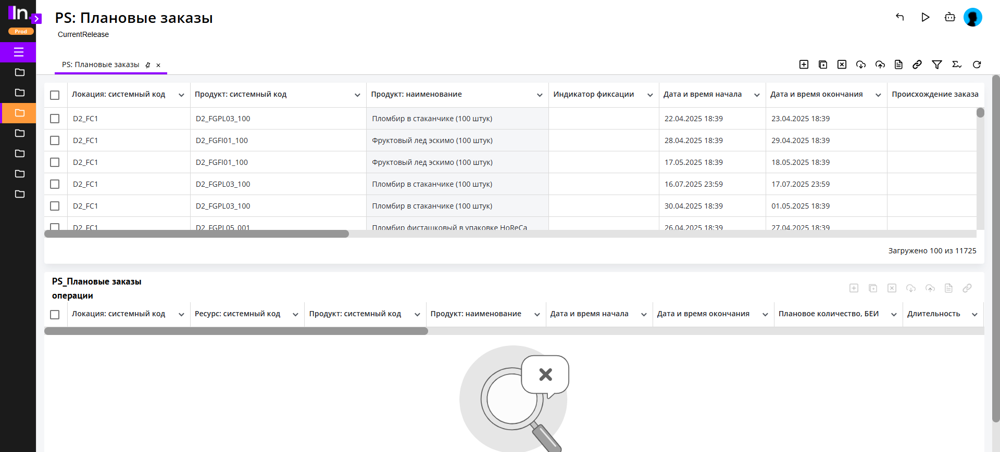 In
Prod
PS: Плановые заказы
CurrentRelease
PS: Плановые заказы
Локация: системный код Продукт: системный код Продукт: наименование Индикатор фиксации Дата и время начала Дата и время окончания Происхождение заказа
D2_FC1 D2_FGPL03_100 Пломбир в стаканчике (100 штук) 22.04.2025 18:39 23.04.2025 18:39
D2_FC1 D2_FGFI01_100 Фруктовый лед эскимо (100 штук) 28.04.2025 18:39 29.04.2025 18:39
D2_FC1 D2_FGFI01_100 Фруктовый лед эскимо (100 штук) 17.05.2025 18:39 18.05.2025 18:39
D2_FC1 D2_FGPL03_100 Пломбир в стаканчике (100 штук) 16.07.2025 23:59 17.07.2025 23:59
D2_FC1 D2_FGPL03_100 Пломбир в стаканчике (100 штук) 30.04.2025 18:39 01.05.2025 18:39
D2_FC1 D2_FGPL05_001 Пломбир фисташковый в упаковке HoReCa 26.04.2025 18:39 27.04.2025 18:39
Загружено 100 из 11725
PS_Плановые заказы
операции
Локация: системный код Ресурс: системный код Продукт: системный код Продукт: наименование Дата и время начала Дата и время окончания Плановое количество, БЕИ Длительность